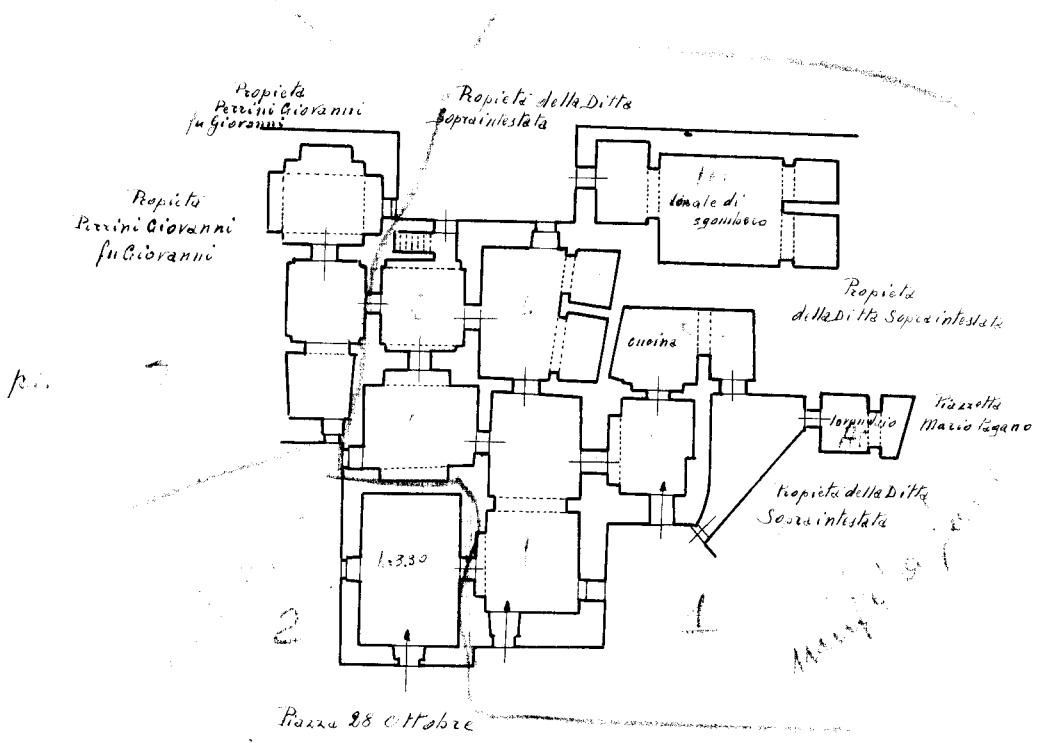 Propietà
Perrini Giovanni
fu Giovanni
Propietà della Ditta
Sopraintestata
Propietà
Perrini Giovanni
fu Giovanni
locale di
sgombero
Propietà
della Ditta Sopraintestata
cucina
Piazzetta
Mario Pagano
Propietà della Ditta
Sopraintestata
h=3.30
2
1
Piazza 28 Ottobre